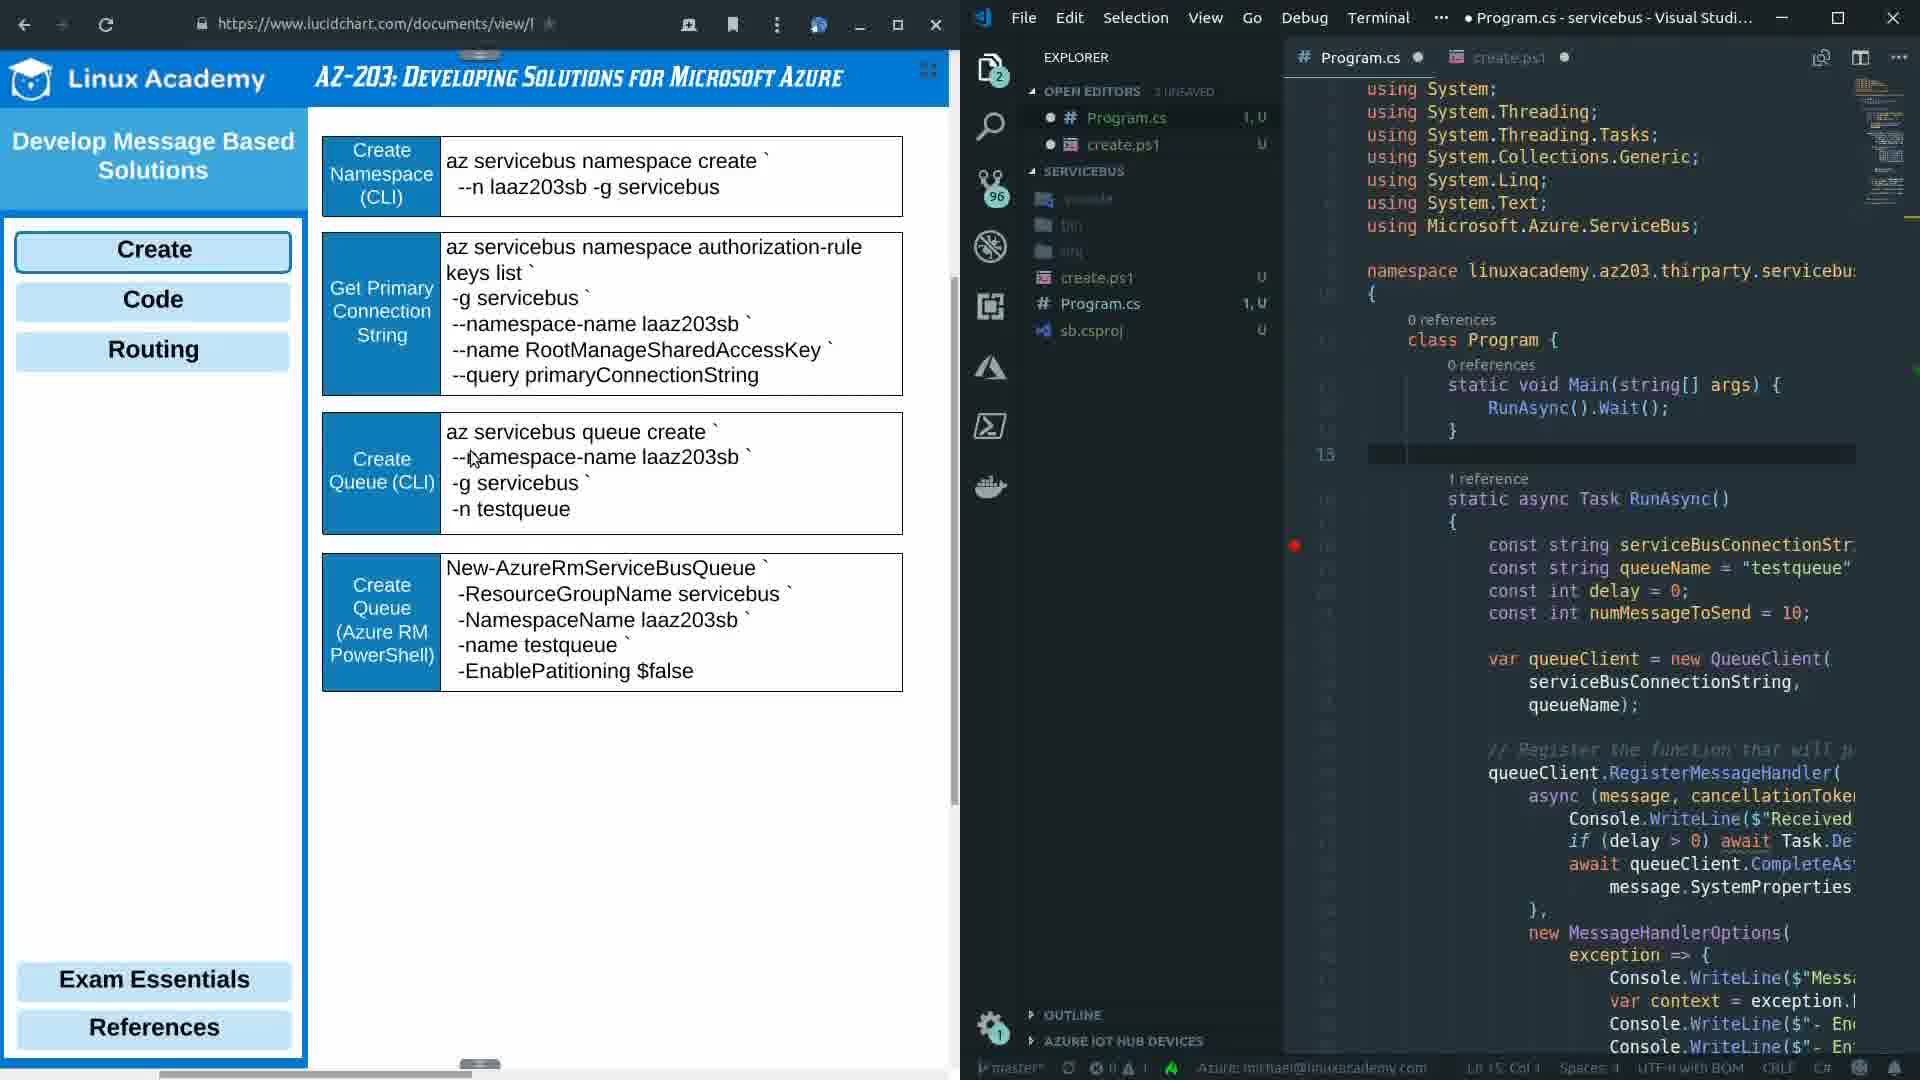 https://www.lucidchart.com/documents/view/l
Linux Academy
AZ-203: Developing Solutions for Microsoft Azure
Develop Message Based
Solutions
Create
Code
Routing
Exam Essentials
References
Create
Namespace
(CLI)
az servicebus namespace create `
--n laaz203sb -g servicebus
Get Primary
Connection
String
az servicebus namespace authorization-rule
keys list `
-g servicebus `
--namespace-name laaz203sb `
--name RootManageSharedAccessKey `
--query primaryConnectionString
Create
Queue (CLI)
az servicebus queue create `
--namespace-name laaz203sb `
-g servicebus `
-n testqueue
Create
Queue
(Azure RM
PowerShell)
New-AzureRmServiceBusQueue `
-ResourceGroupName servicebus `
-NamespaceName laaz203sb `
-name testqueue `
-EnablePatitioning $false
File Edit Selection View Go Debug Terminal ··· ● Program.cs - servicebus - Visual Studi...
EXPLORER
OPEN EDITORS 2 UNSAVED
Program.cs 1, U
create.ps1 U
SERVICEBUS
.vscode
bin
obj
create.ps1 U
Program.cs 1, U
sb.csproj U
OUTLINE
AZURE IOT HUB DEVICES
2
96
1
# Program.cs
create.ps1
using System;
using System.Threading;
using System.Threading.Tasks;
using System.Collections.Generic;
using System.Linq;
using System.Text;
using Microsoft.Azure.ServiceBus;
namespace linuxacademy.az203.thirparty.servicebus
{
0 references
class Program {
0 references
static void Main(string[] args) {
RunAsync().Wait();
}
15
1 reference
static async Task RunAsync()
{
const string serviceBusConnectionStr
const string queueName = "testqueue"
const int delay = 0;
const int numMessageToSend = 10;
var queueClient = new QueueClient(
serviceBusConnectionString,
queueName);
// Register the function that will p
queueClient.RegisterMessageHandler(
async (message, cancellationToken
Console.WriteLine($"Received
if (delay > 0) await Task.De
await queueClient.CompleteAs
message.SystemProperties
},
new MessageHandlerOptions(
exception => {
Console.WriteLine($"Messa
var context = exception.
Console.WriteLine($"- En
Console.WriteLine($"- En
master* 0 1 Azure: michael@linuxacademy.com Ln 15, Col 1 Spaces: 4 UTF-8 with BOM CRLF C#